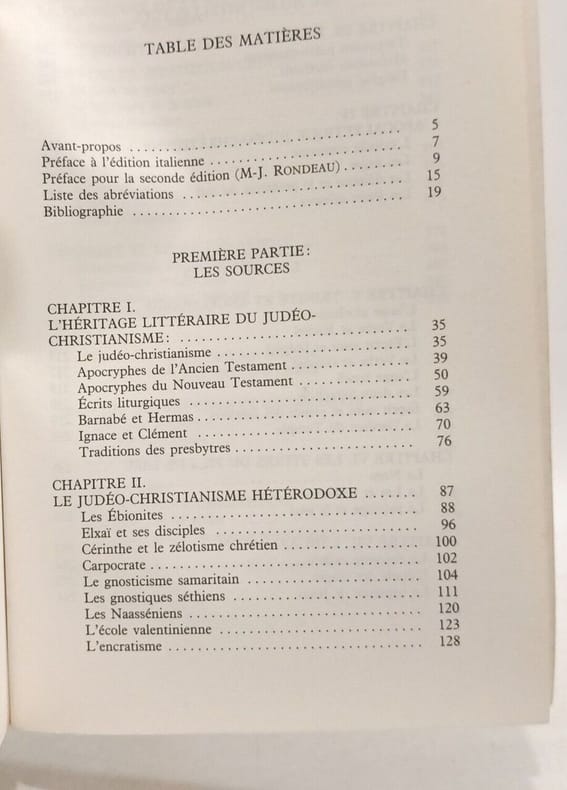 TABLE DES MATIÈRES
Avant-propos ................................ 5
Préface à l'édition italienne ................................ 7
Préface pour la seconde édition (M-J. RONDEAU) ........ 9
Liste des abréviations ................................ 15
Bibliographie ................................ 19
PREMIÈRE PARTIE:
LES SOURCES
CHAPITRE I.
L'HÉRITAGE LITTÉRAIRE DU JUDÉO-
CHRISTIANISME: ................................ 35
Le judéo-christianisme ................................ 35
Apocryphes de l'Ancien Testament ................ 39
Apocryphes du Nouveau Testament ................ 50
Écrits liturgiques ................................ 59
Barnabé et Hermas ................................ 63
Ignace et Clément ................................ 70
Traditions des presbytres ........................ 76
CHAPITRE II.
LE JUDÉO-CHRISTIANISME HÉTÉRODOXE ....... 87
Les Ébionites ................................ 88
Elxaï et ses disciples ................................ 96
Cérinthe et le zélotisme chrétien ................ 100
Carpocrate ................................ 102
Le gnosticisme samaritain ........................ 104
Les gnostiques séthiens ........................ 111
Les Naasséniens ................................ 120
L'école valentinienne ........................ 123
L'encratisme ................................ 128